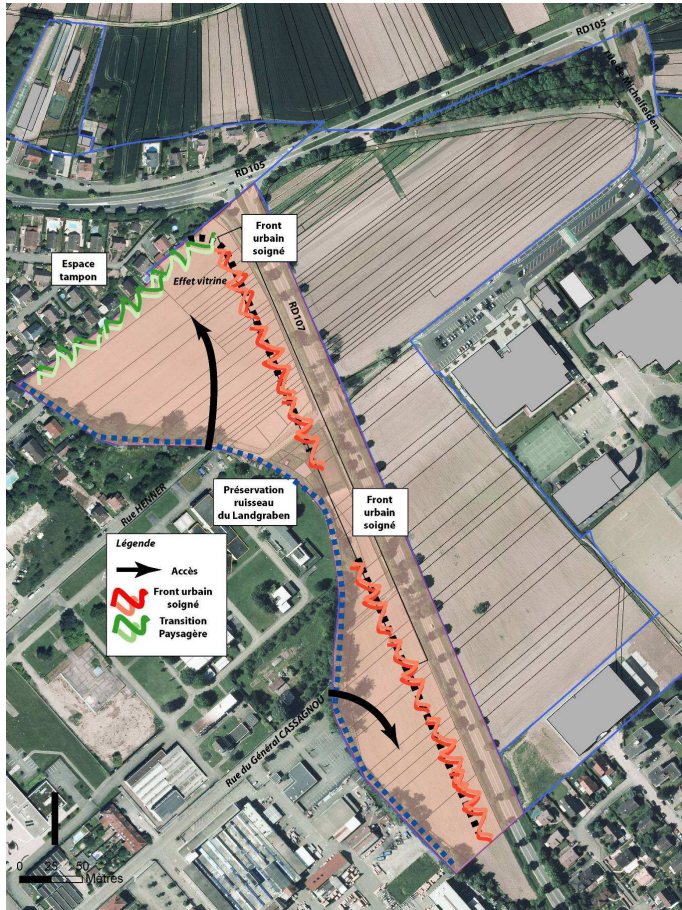 RD105
Rte de Michelfelden
RD105
Front
urbain
soigné
Espace
tampon
Effet vitrine
RD107
Front
urbain
soigné
Préservation
ruisseau
du Landgraben
Rue HENNER
Légende
Accès
Front urbain
soigné
Transition
Paysagère
Rue du Général CASSAGNOU
0 25 50
Mètres